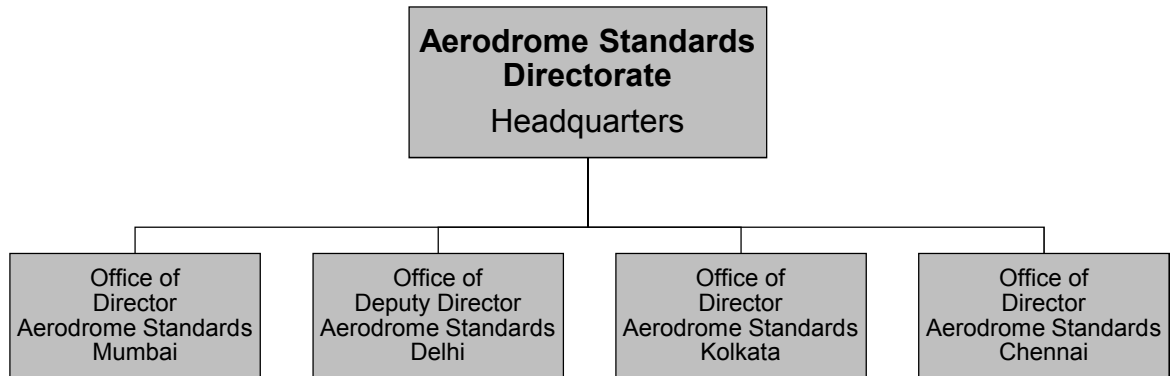 Aerodrome Standards
Directorate
Headquarters
Office of
Director
Aerodrome Standards
Mumbai
Office of
Deputy Director
Aerodrome Standards
Delhi
Office of
Director
Aerodrome Standards
Kolkata
Office of
Director
Aerodrome Standards
Chennai